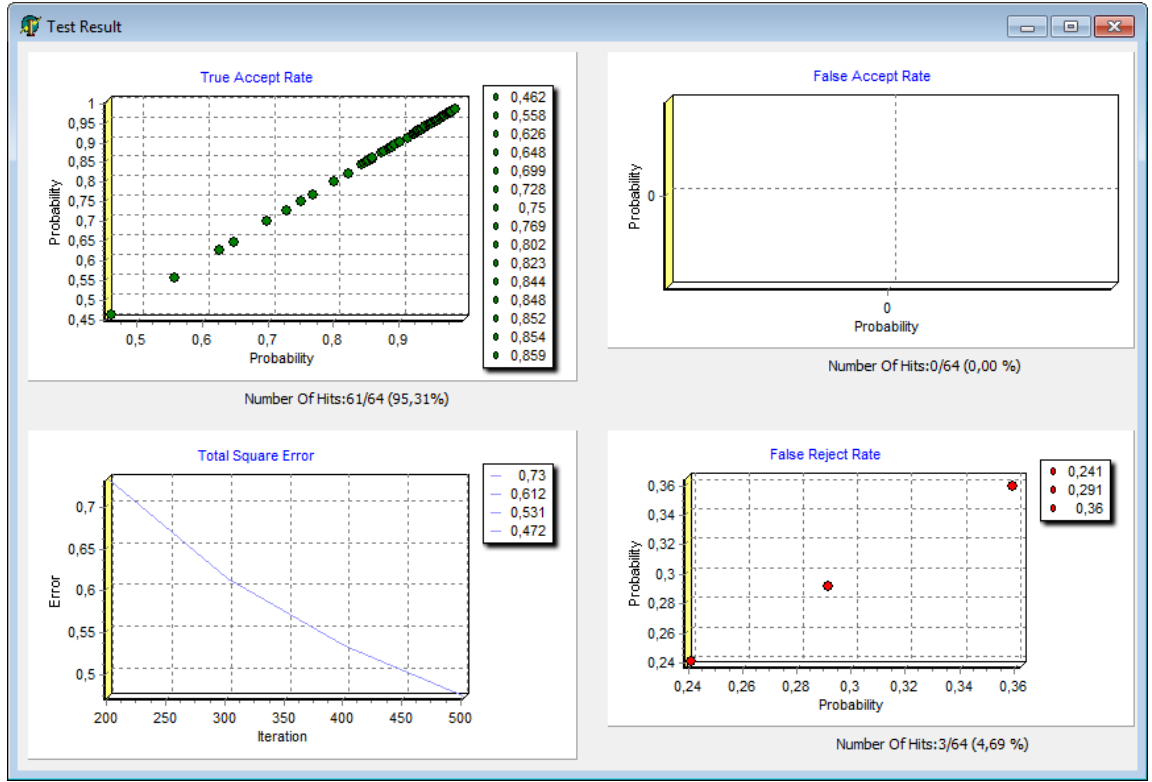 Test Result
True Accept Rate
1
0,95
0,9
0,85
0,8
0,75
0,7
0,65
0,6
0,55
0,5
0,45
Probability
0,5 0,6 0,7 0,8 0,9
Probability
0,462
0,558
0,626
0,648
0,699
0,728
0,75
0,769
0,802
0,823
0,844
0,848
0,852
0,854
0,859
Number Of Hits:61/64 (95,31%)
False Accept Rate
Probability
0
0
Probability
Number Of Hits:0/64 (0,00 %)
Total Square Error
0,7
0,65
0,6
0,55
0,5
Error
200 250 300 350 400 450 500
Iteration
0,73
0,612
0,531
0,472
False Reject Rate
0,36
0,34
0,32
0,3
0,28
0,26
0,24
Probability
0,24 0,26 0,28 0,3 0,32 0,34 0,36
Probability
0,241
0,291
0,36
Number Of Hits:3/64 (4,69 %)